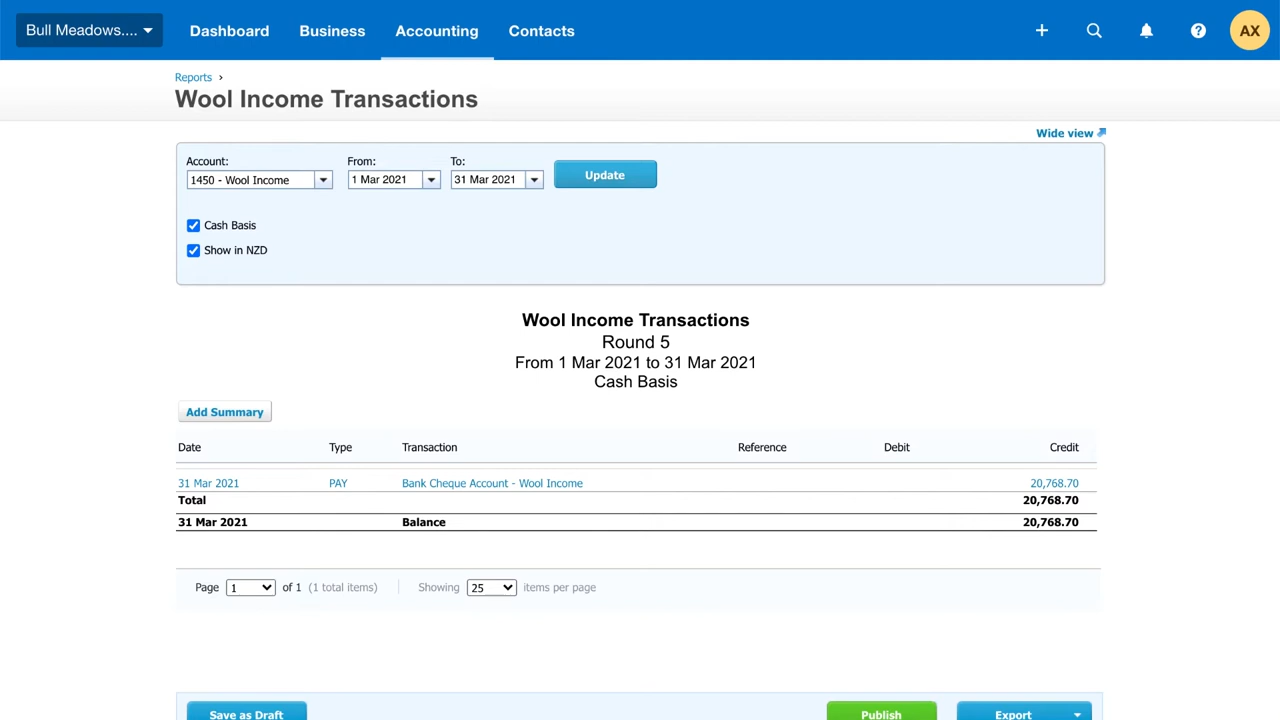 Bull Meadows.... Dashboard Business Accounting Contacts AX
Reports ›
Wool Income Transactions
Wide view
Account: From: To:
1450 - Wool Income 1 Mar 2021 31 Mar 2021 Update
Cash Basis
Show in NZD
Wool Income Transactions
Round 5
From 1 Mar 2021 to 31 Mar 2021
Cash Basis
Add Summary
Date Type Transaction Reference Debit Credit
31 Mar 2021 PAY Bank Cheque Account - Wool Income 20,768.70
Total 20,768.70
31 Mar 2021 Balance 20,768.70
Page 1 of 1 (1 total items) Showing 25 items per page
Save as Draft Publish Export